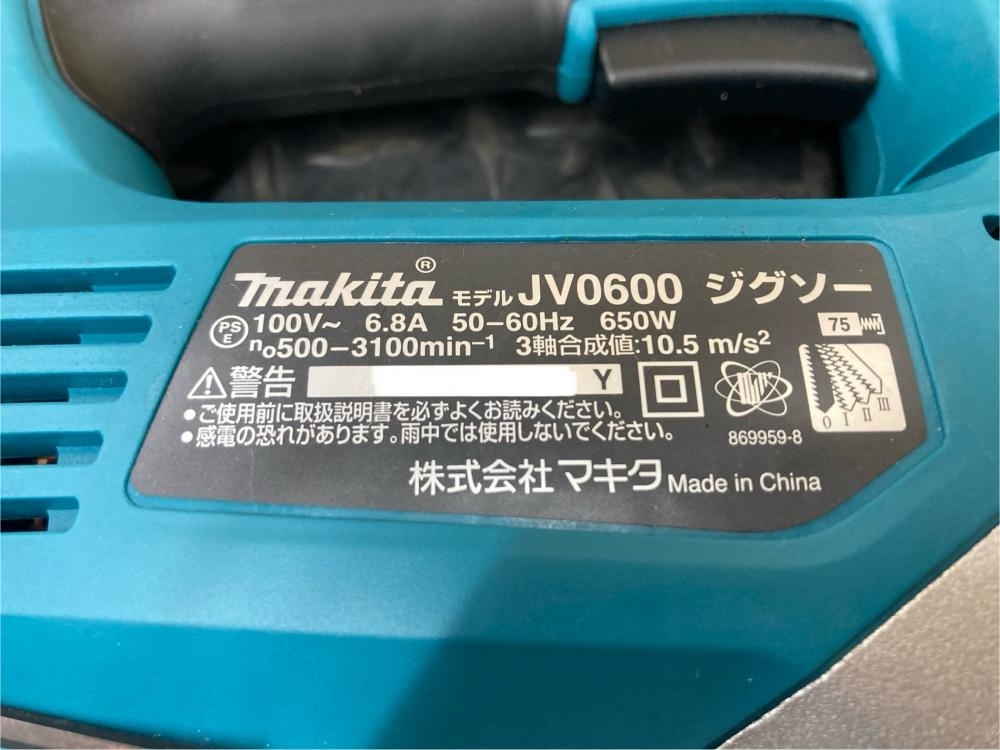 makita® モデル JV0600 ジグソー
PS E 100V~ 6.8A 50-60Hz 650W
n₀500-3100min⁻¹ 3軸合成値:10.5 m/s²
75
⚠警告 Y
0 I II III
●ご使用前に取扱説明書を必ずよくお読みください。
●感電の恐れがあります。雨中では使用しないでください。
869959-8
株式会社 マキタ Made in China